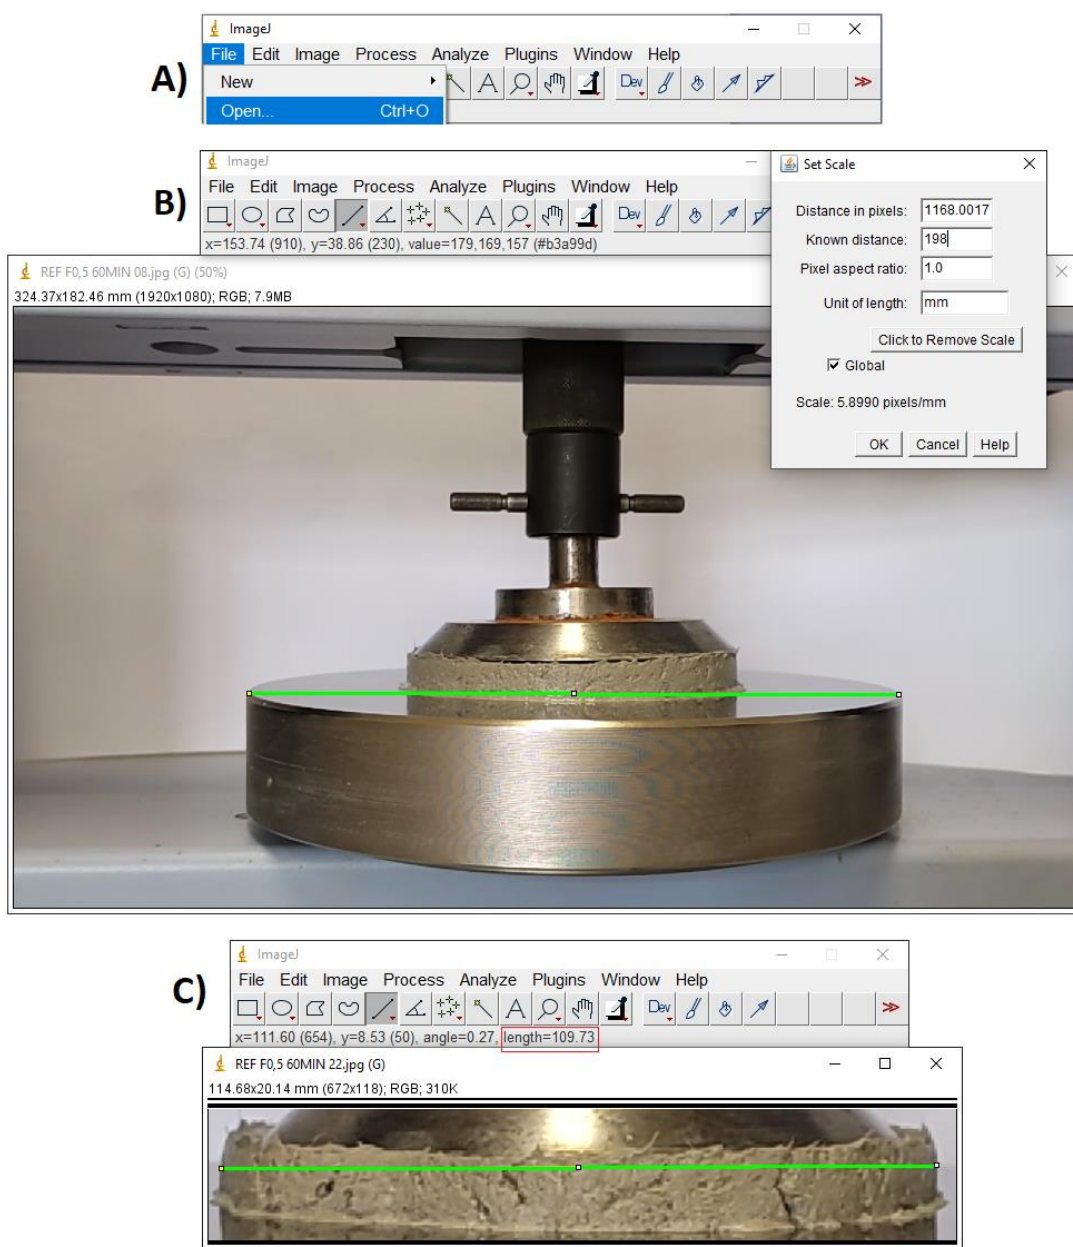 ImageJ
File Edit Image Process Analyze Plugins Window Help
A)
New
Dev
>>
Open... Ctrl+O
ImageJ
File Edit Image Process Analyze Plugins Window Help
B)
Dev
x=153.74 (910), y=38.86 (230), value=179,169,157 (#b3a99d)
Set Scale
Distance in pixels: 1168.0017
Known distance: 198
Pixel aspect ratio: 1.0
Unit of length: mm
Click to Remove Scale
Global
Scale: 5.8990 pixels/mm
OK Cancel Help
REF F0,5 60MIN 08.jpg (G) (50%)
324.37x182.46 mm (1920x1080); RGB; 7.9MB
ImageJ
File Edit Image Process Analyze Plugins Window Help
C)
Dev
>>
x=111.60 (654), y=8.53 (50), angle=0.27, length=109.73
REF F0,5 60MIN 22.jpg (G)
114.68x20.14 mm (672x118); RGB; 310K